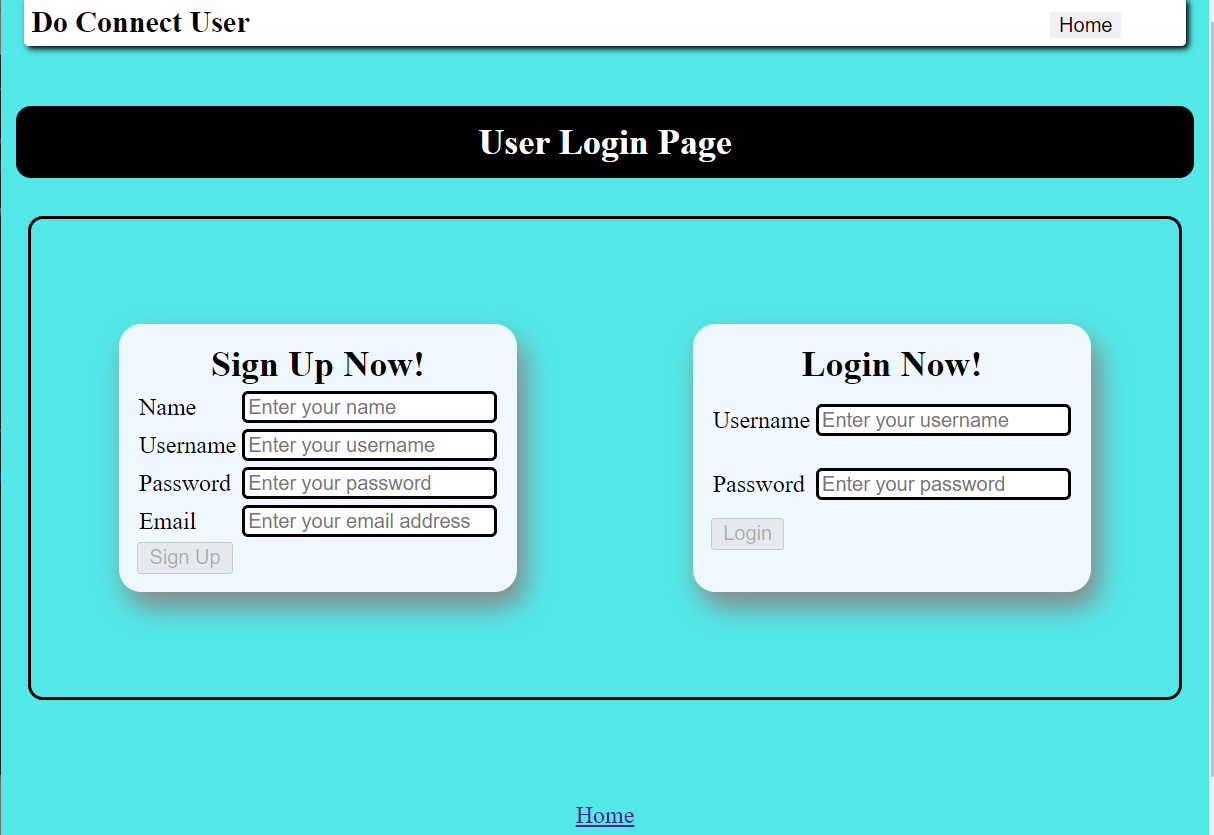 Do Connect User
Home
User Login Page
Sign Up Now!
Name Enter your name
Username Enter your username
Password Enter your password
Email Enter your email address
Sign Up
Login Now!
Username Enter your username
Password Enter your password
Login
Home